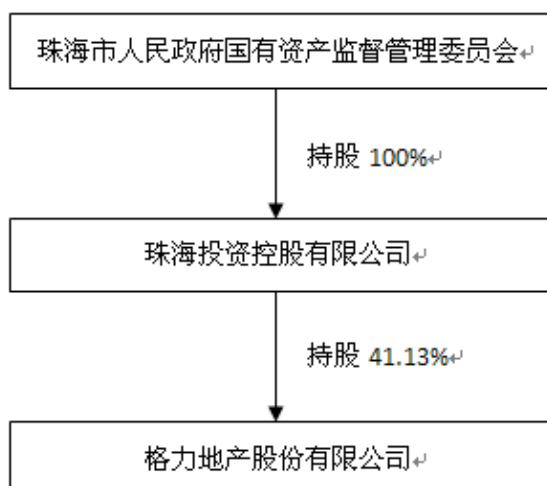 珠海市人民政府国有资产监督管理委员会
持股 100%
珠海投资控股有限公司
持股 41.13%
格力地产股份有限公司